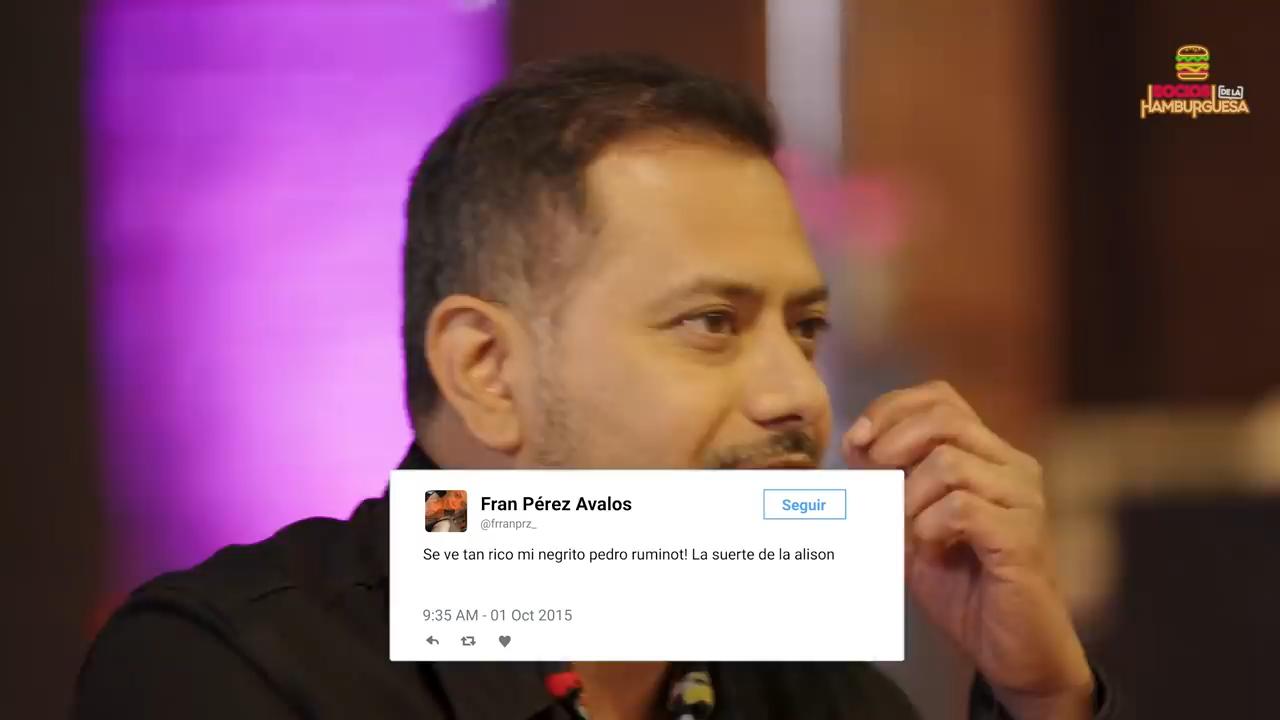 SOCIOS DE LA
HAMBURGUESA
Fran Pérez Avalos
Seguir
@frranprz_
Se ve tan rico mi negrito pedro ruminot! La suerte de la alison
9:35 AM - 01 Oct 2015